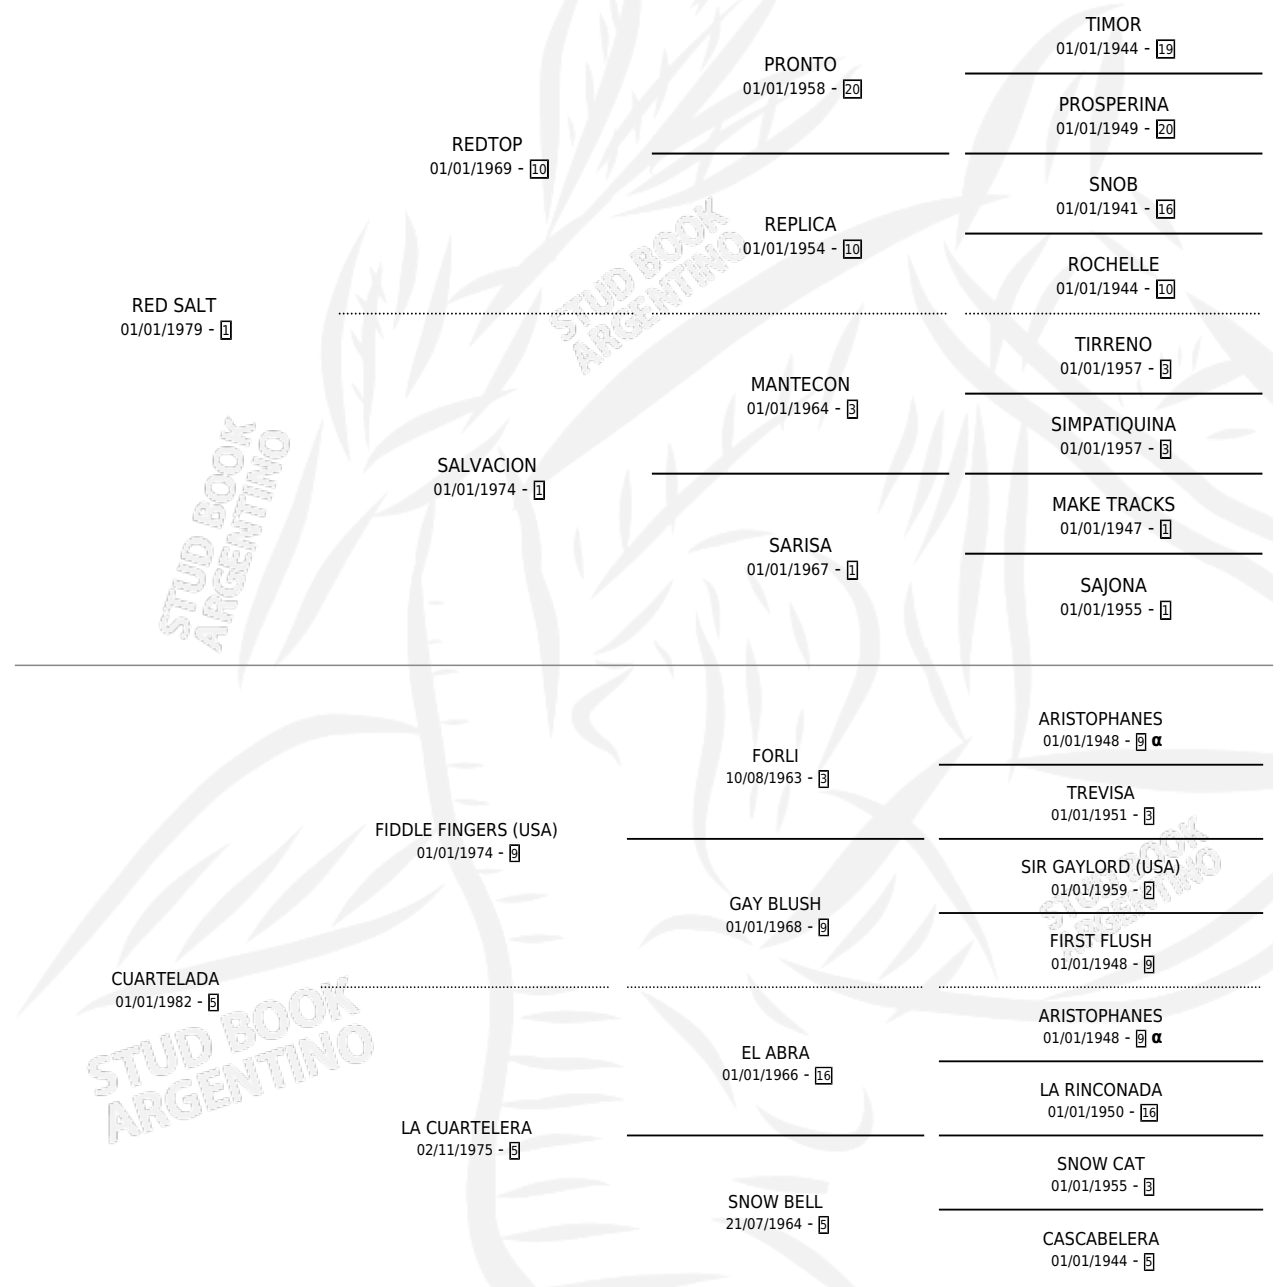 TIMOR
01/01/1944 - 19
PRONTO
01/01/1958 - 20
PROSPERINA
01/01/1949 - 20
REDTOP
01/01/1969 - 10
SNOB
01/01/1941 - 16
REPLICA
01/01/1954 - 10
ROCHELLE
01/01/1944 - 10
RED SALT
01/01/1979 - 1
TIRRENO
01/01/1957 - 3
MANTECON
01/01/1964 - 3
SIMPATIQUINA
01/01/1957 - 3
SALVACION
01/01/1974 - 1
MAKE TRACKS
01/01/1947 - 1
SARISA
01/01/1967 - 1
SAJONA
01/01/1955 - 1
ARISTOPHANES
01/01/1948 - 9 α
FORLI
10/08/1963 - 3
TREVISA
01/01/1951 - 3
FIDDLE FINGERS (USA)
01/01/1974 - 9
SIR GAYLORD (USA)
01/01/1959 - 2
GAY BLUSH
01/01/1968 - 9
FIRST FLUSH
01/01/1948 - 9
CUARTELADA
01/01/1982 - 5
ARISTOPHANES
01/01/1948 - 9 α
EL ABRA
01/01/1966 - 16
LA RINCONADA
01/01/1950 - 16
LA CUARTELERA
02/11/1975 - 5
SNOW CAT
01/01/1955 - 3
SNOW BELL
21/07/1964 - 5
CASCABELERA
01/01/1944 - 5
STUD BOOK
ARGENTINO
STUD BOOK
ARGENTINO
STUD BOOK
ARGENTINO
STUD BOOK
ARGENTINO